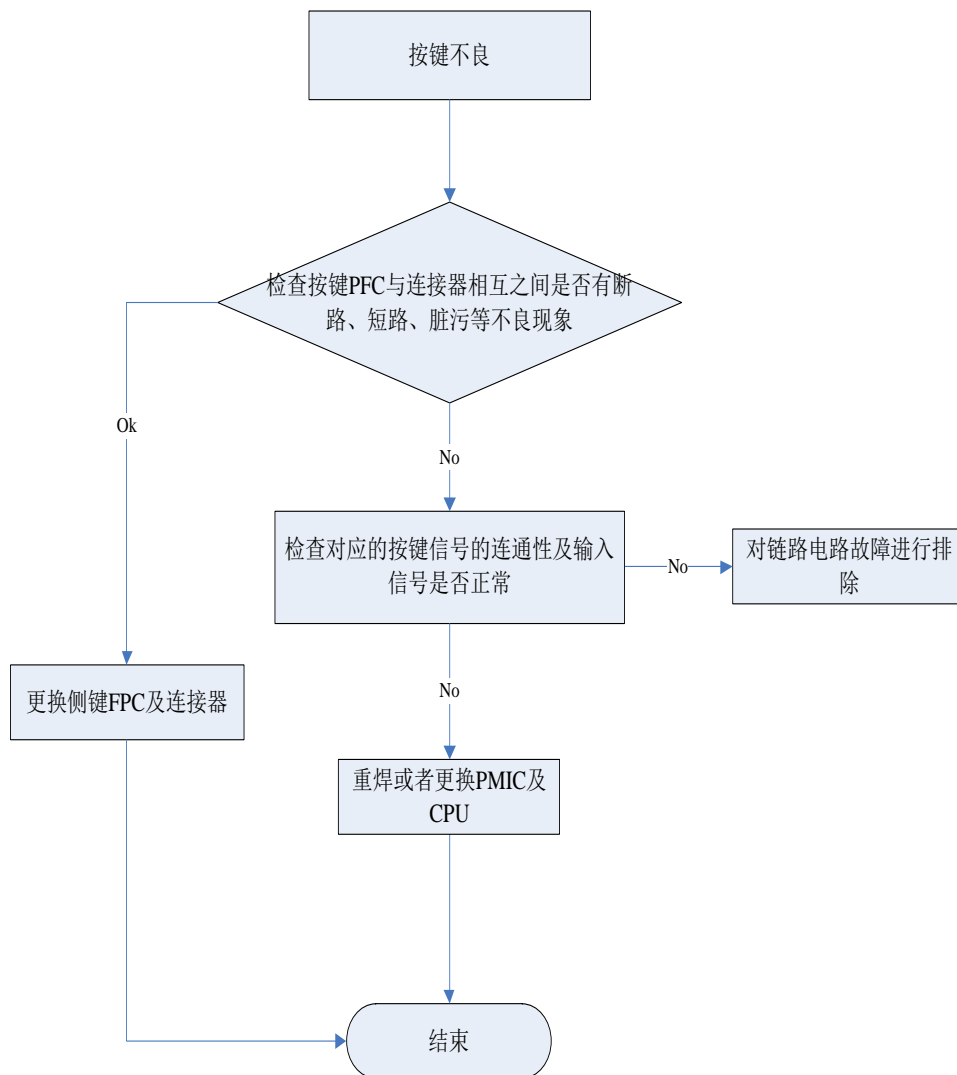 按键不良
检查按键PFC与连接器相互之间是否有断
路、短路、脏污等不良现象
Ok
No
检查对应的按键信号的连通性及输入
信号是否正常
No
对链路电路故障进行排
除
更换侧键FPC及连接器
No
重焊或者更换PMIC及
CPU
结束